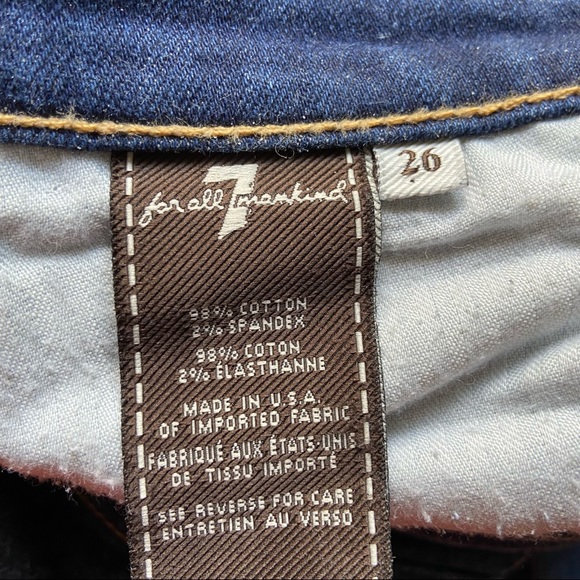 7
for all mankind
26
98% COTTON
2% SPANDEX
98% COTON
2% ÉLASTHANNE
MADE IN U.S.A.
OF IMPORTED FABRIC
FABRIQUÉ AUX ÉTATS-UNIS
DE TISSU IMPORTÉ
SEE REVERSE FOR CARE
ENTRETIEN AU VERSO